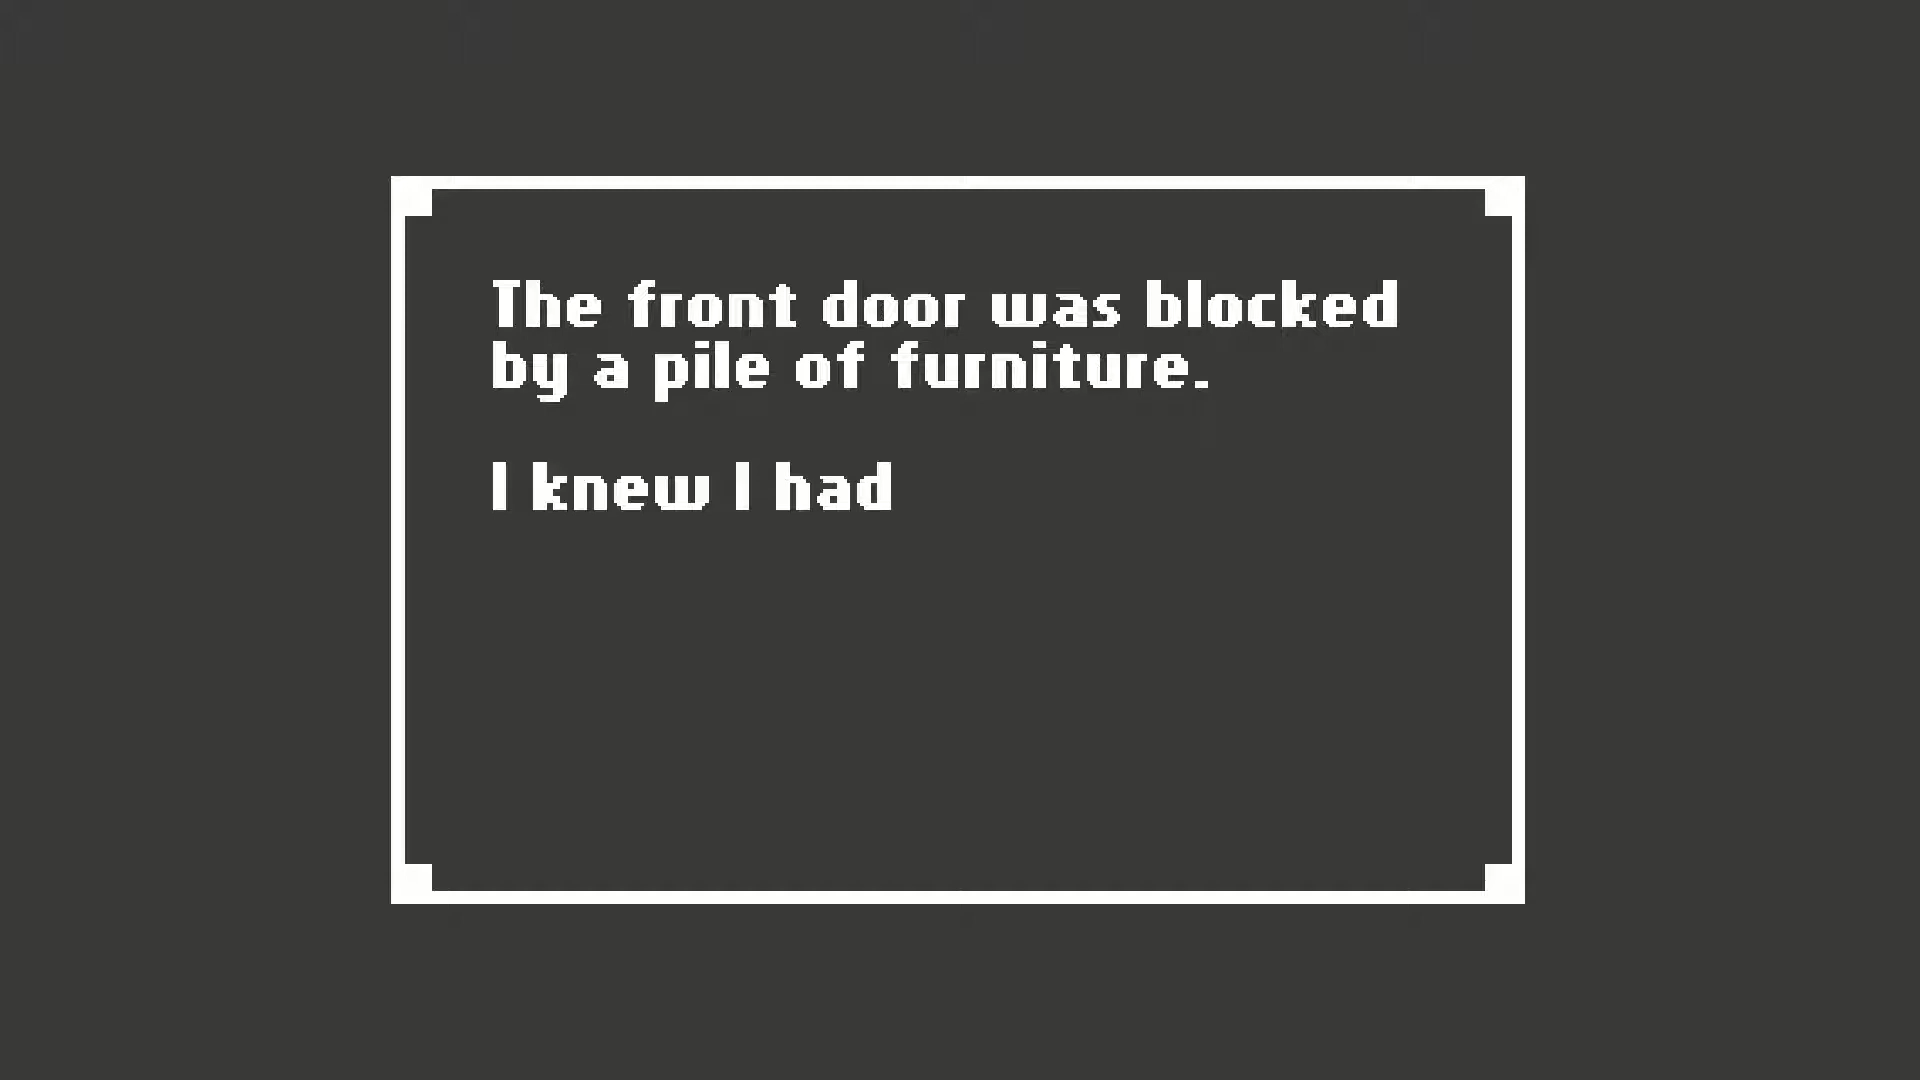 The front door was blocked
by a pile of furniture.
I knew I had